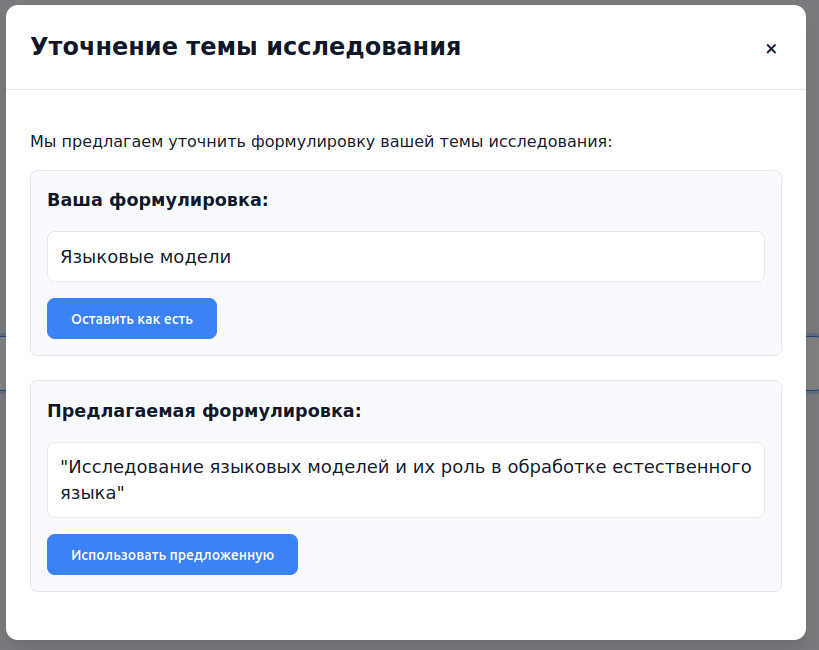 Уточнение темы исследования
×
Мы предлагаем уточнить формулировку вашей темы исследования:
Ваша формулировка:
Языковые модели
Оставить как есть
Предлагаемая формулировка:
"Исследование языковых моделей и их роль в обработке естественного
языка"
Использовать предложенную